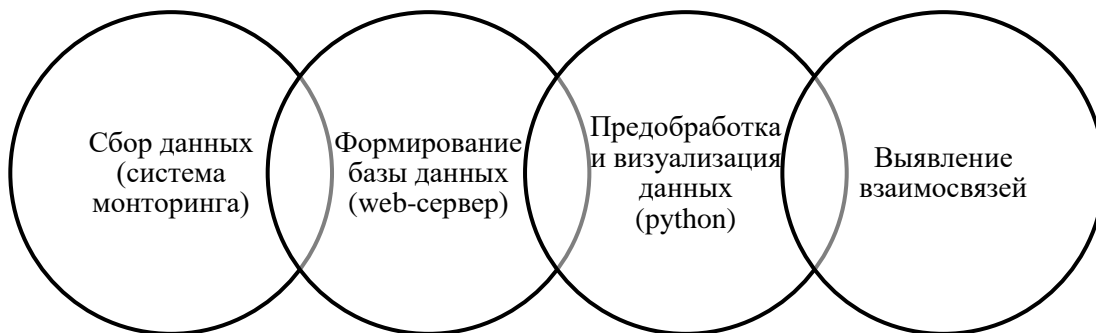 Сбор данных
(система
монторинга)
Формирование
базы данных
(web-сервер)
Предобработка
и визуализация
данных
(python)
Выявление
взаимосвязей